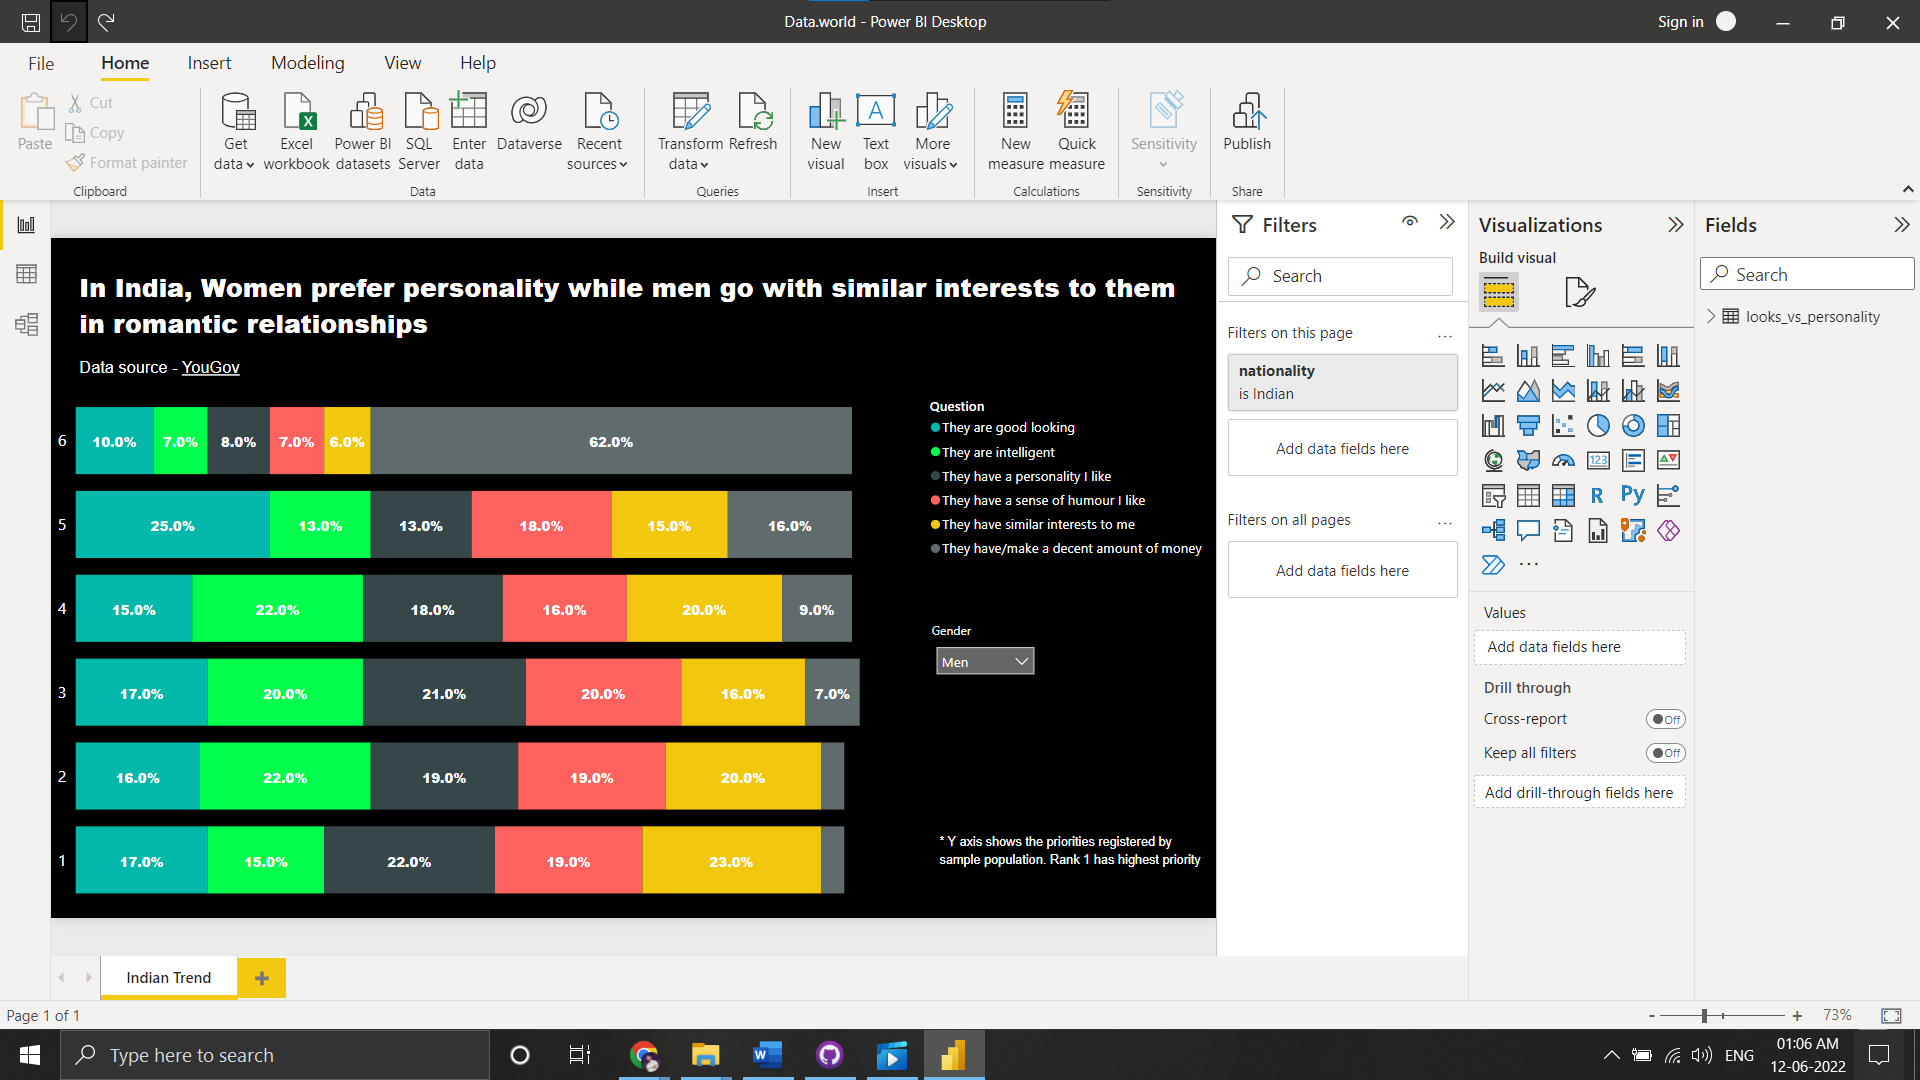 Data.world - Power BI Desktop
Sign in
File Home Insert Modeling View Help
Paste
Cut
Copy
Format painter
Clipboard
Get data
Excel workbook
Power BI datasets
SQL Server
Enter data
Dataverse
Recent sources
Data
Transform data
Refresh
Queries
New visual
Text box
More visuals
Insert
New measure
Quick measure
Calculations
Sensitivity
Sensitivity
Publish
Share
In India, Women prefer personality while men go with similar interests to them
in romantic relationships
Data source - YouGov
6 10.0% 7.0% 8.0% 7.0% 6.0% 62.0%
5 25.0% 13.0% 13.0% 18.0% 15.0% 16.0%
4 15.0% 22.0% 18.0% 16.0% 20.0% 9.0%
3 17.0% 20.0% 21.0% 20.0% 16.0% 7.0%
2 16.0% 22.0% 19.0% 19.0% 20.0%
1 17.0% 15.0% 22.0% 19.0% 23.0%
Question
They are good looking
They are intelligent
They have a personality I like
They have a sense of humour I like
They have similar interests to me
They have/make a decent amount of money
Gender
Men
* Y axis shows the priorities registered by
sample population. Rank 1 has highest priority
Filters
Search
Filters on this page
...
nationality
is Indian
Add data fields here
Filters on all pages
...
Add data fields here
Visualizations
Build visual
123
R Py
...
Values
Add data fields here
Drill through
Cross-report Off
Keep all filters Off
Add drill-through fields here
Fields
Search
looks_vs_personality
Indian Trend
+
Page 1 of 1
- + 73%
Type here to search
ENG
01:06 AM
12-06-2022